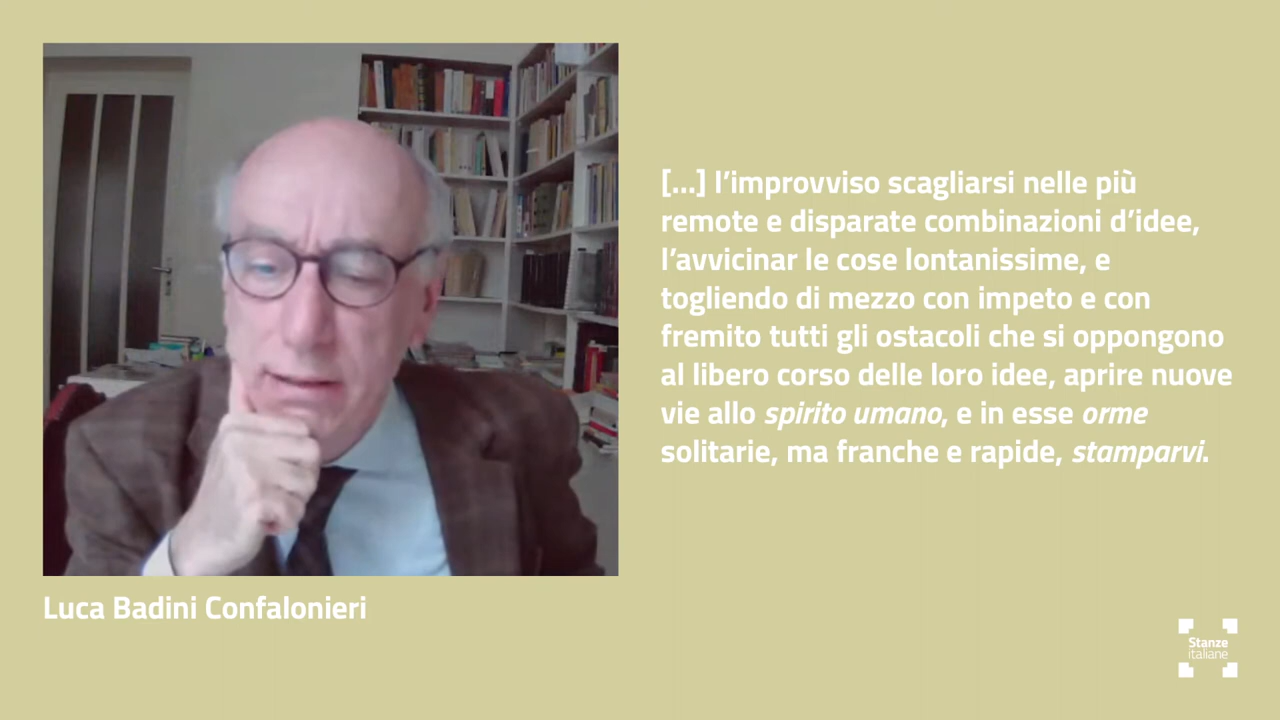 [...] l’improvviso scagliarsi nelle più
remote e disparate combinazioni d’idee,
l’avvicinar le cose lontanissime, e
togliendo di mezzo con impeto e con
fremito tutti gli ostacoli che si oppongono
al libero corso delle loro idee, aprire nuove
vie allo spirito umano, e in esse orme
solitarie, ma franche e rapide, stamparvi.
Luca Badini Confalonieri
Stanze
italiane